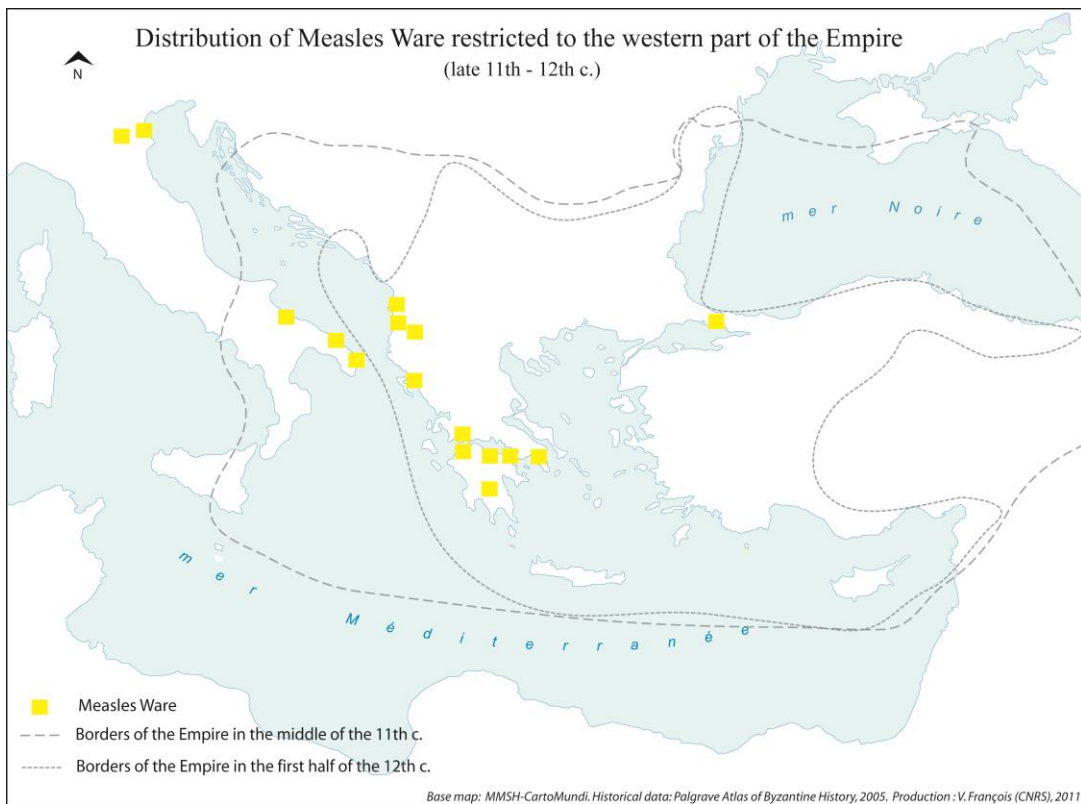 Distribution of Measles Ware restricted to the western part of the Empire
(late 11th - 12th c.)
N
mer Noire
mer Méditerranée
Measles Ware
Borders of the Empire in the middle of the 11th c.
Borders of the Empire in the first half of the 12th c.
Base map: MMSH-CartoMundi. Historical data: Palgrave Atlas of Byzantine History, 2005. Production : V. François (CNRS), 2011